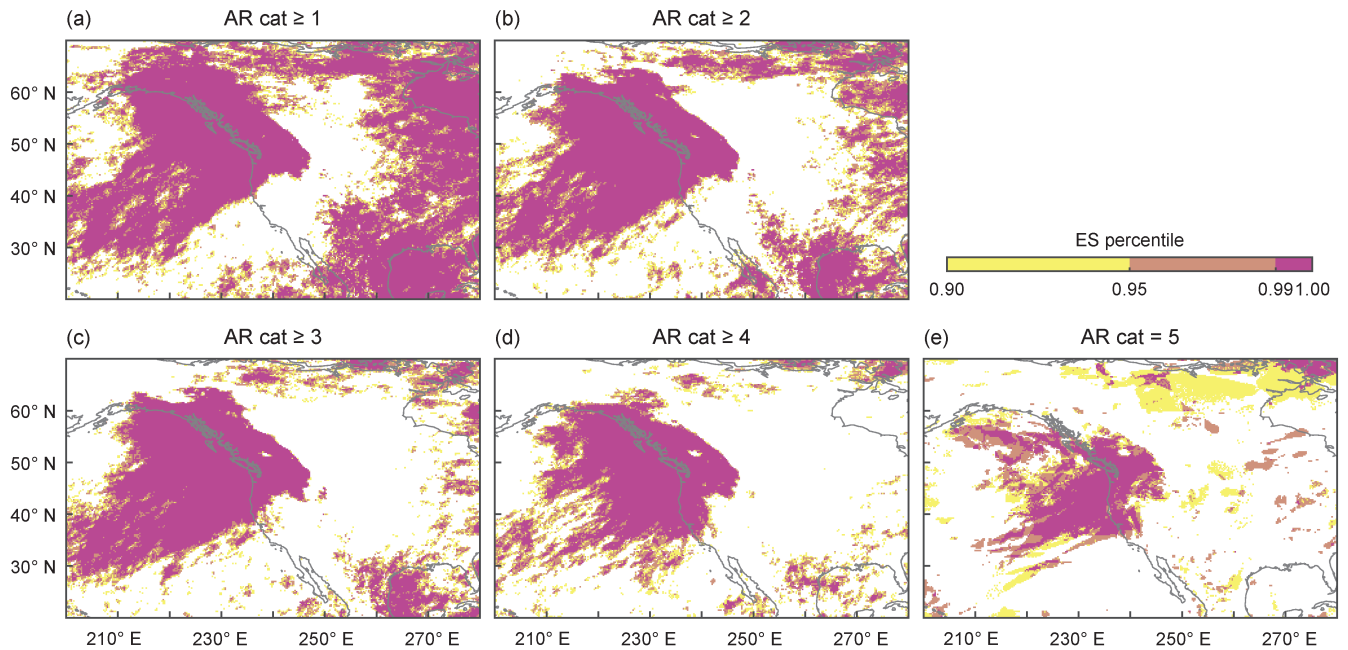 (a) AR cat ≥ 1
(b) AR cat ≥ 2
60° N
50° N
40° N
30° N
ES percentile
0.90 0.95 0.991.00
(c) AR cat ≥ 3
(d) AR cat ≥ 4
(e) AR cat = 5
60° N
50° N
40° N
30° N
210° E 230° E 250° E 270° E
210° E 230° E 250° E 270° E
210° E 230° E 250° E 270° E